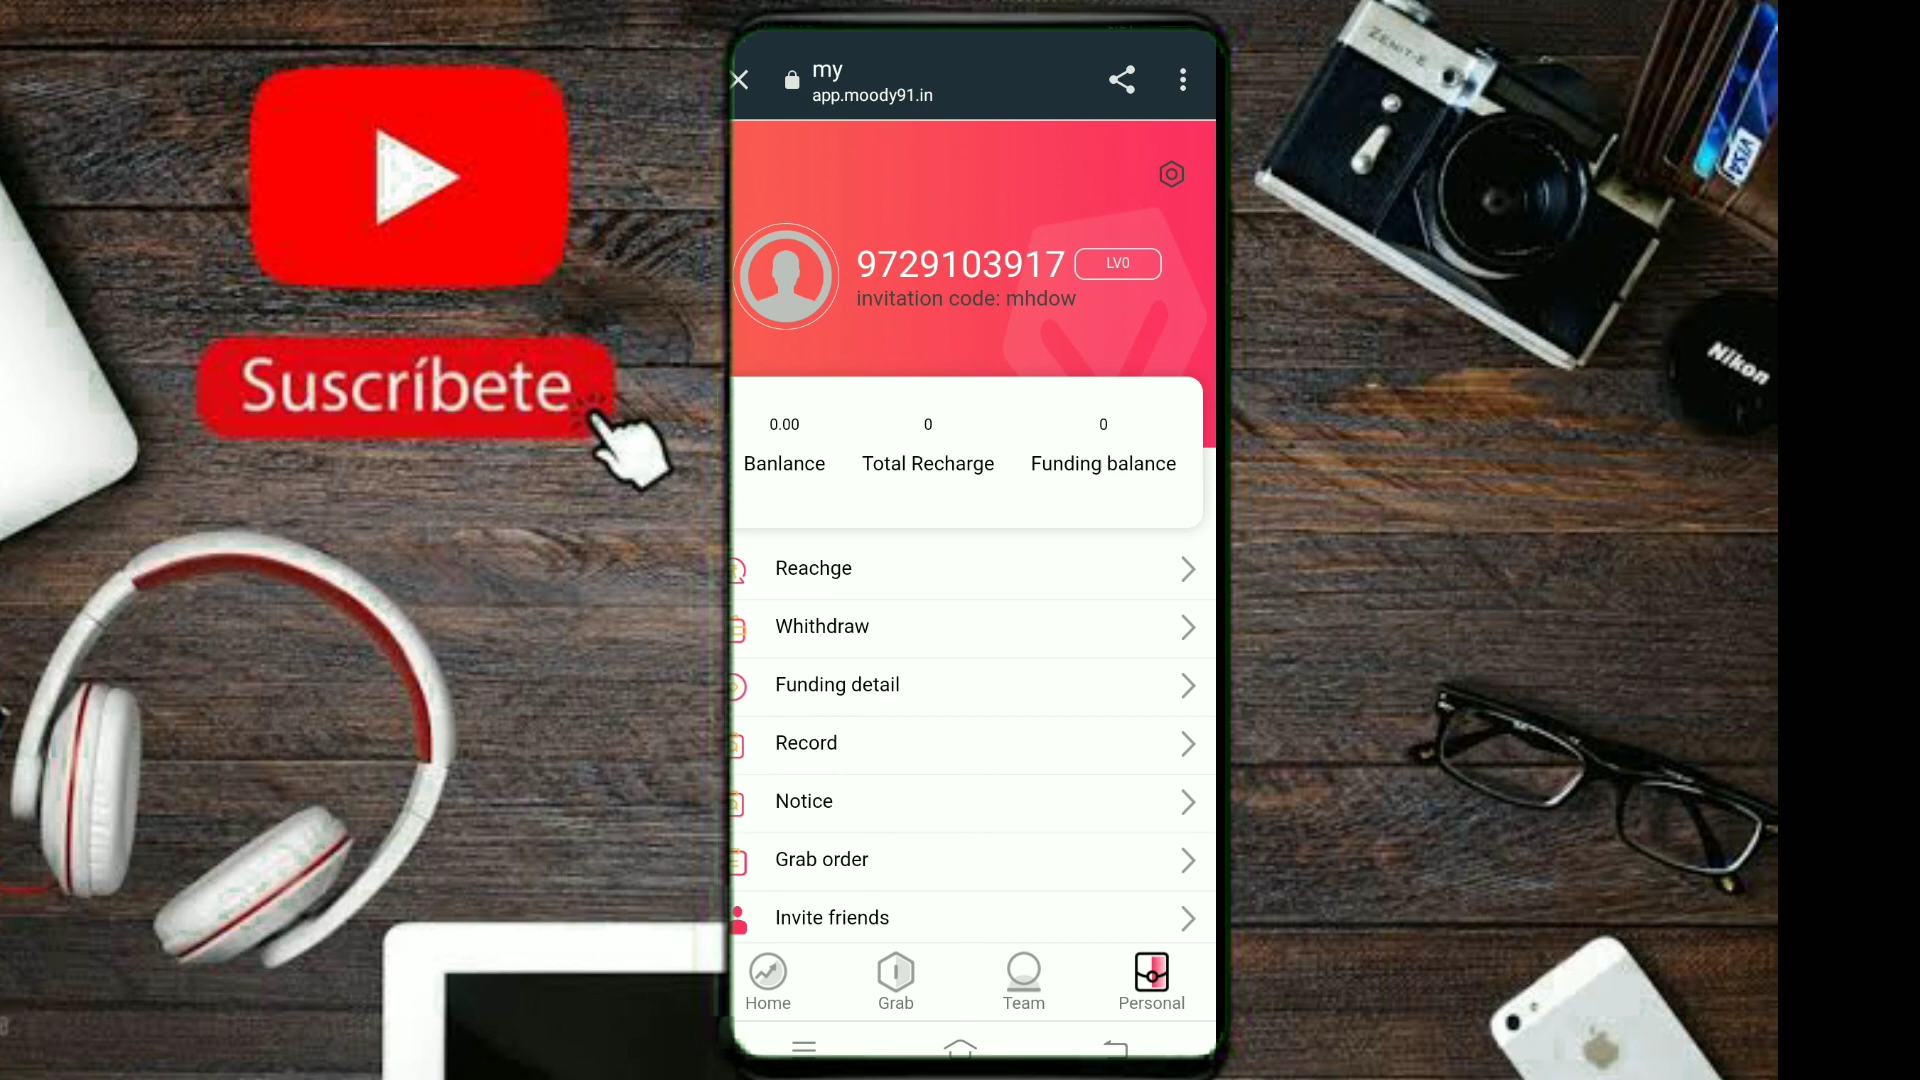 my
app.moody91.in
ZENIT-E
VISA
9729103917 LV0
invitation code: mhdow
Nikon
Suscríbete
0.00 0 0
Banlance Total Recharge Funding balance
Reachge
Whithdraw
Funding detail
Record
Notice
Grab order
Invite friends
Home Grab Team Personal